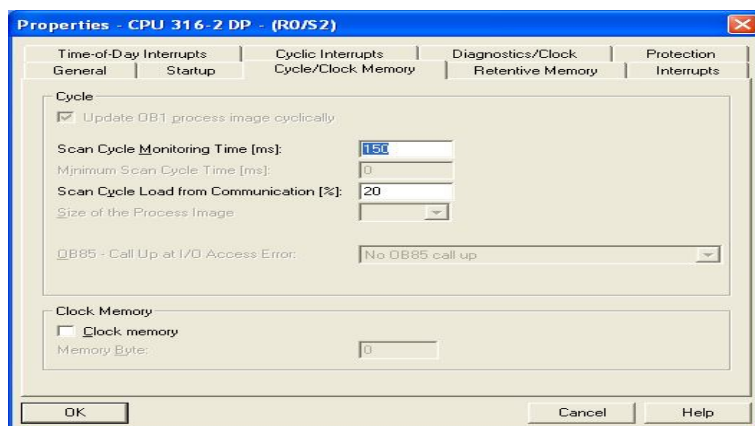 Properties - CPU 316-2 DP - (R0/S2)
Time-of-Day Interrupts Cyclic Interrupts Diagnostics/Clock Protection
General Startup Cycle/Clock Memory Retentive Memory Interrupts
Cycle
Update OB1 process image cyclically
Scan Cycle Monitoring Time [ms]: 150
Minimum Scan Cycle Time [ms]: 0
Scan Cycle Load from Communication [%]: 20
Size of the Process Image
OB85 - Call Up at I/O Access Error: No OB85 call up
Clock Memory
Clock memory
Memory Byte: 0
OK Cancel Help